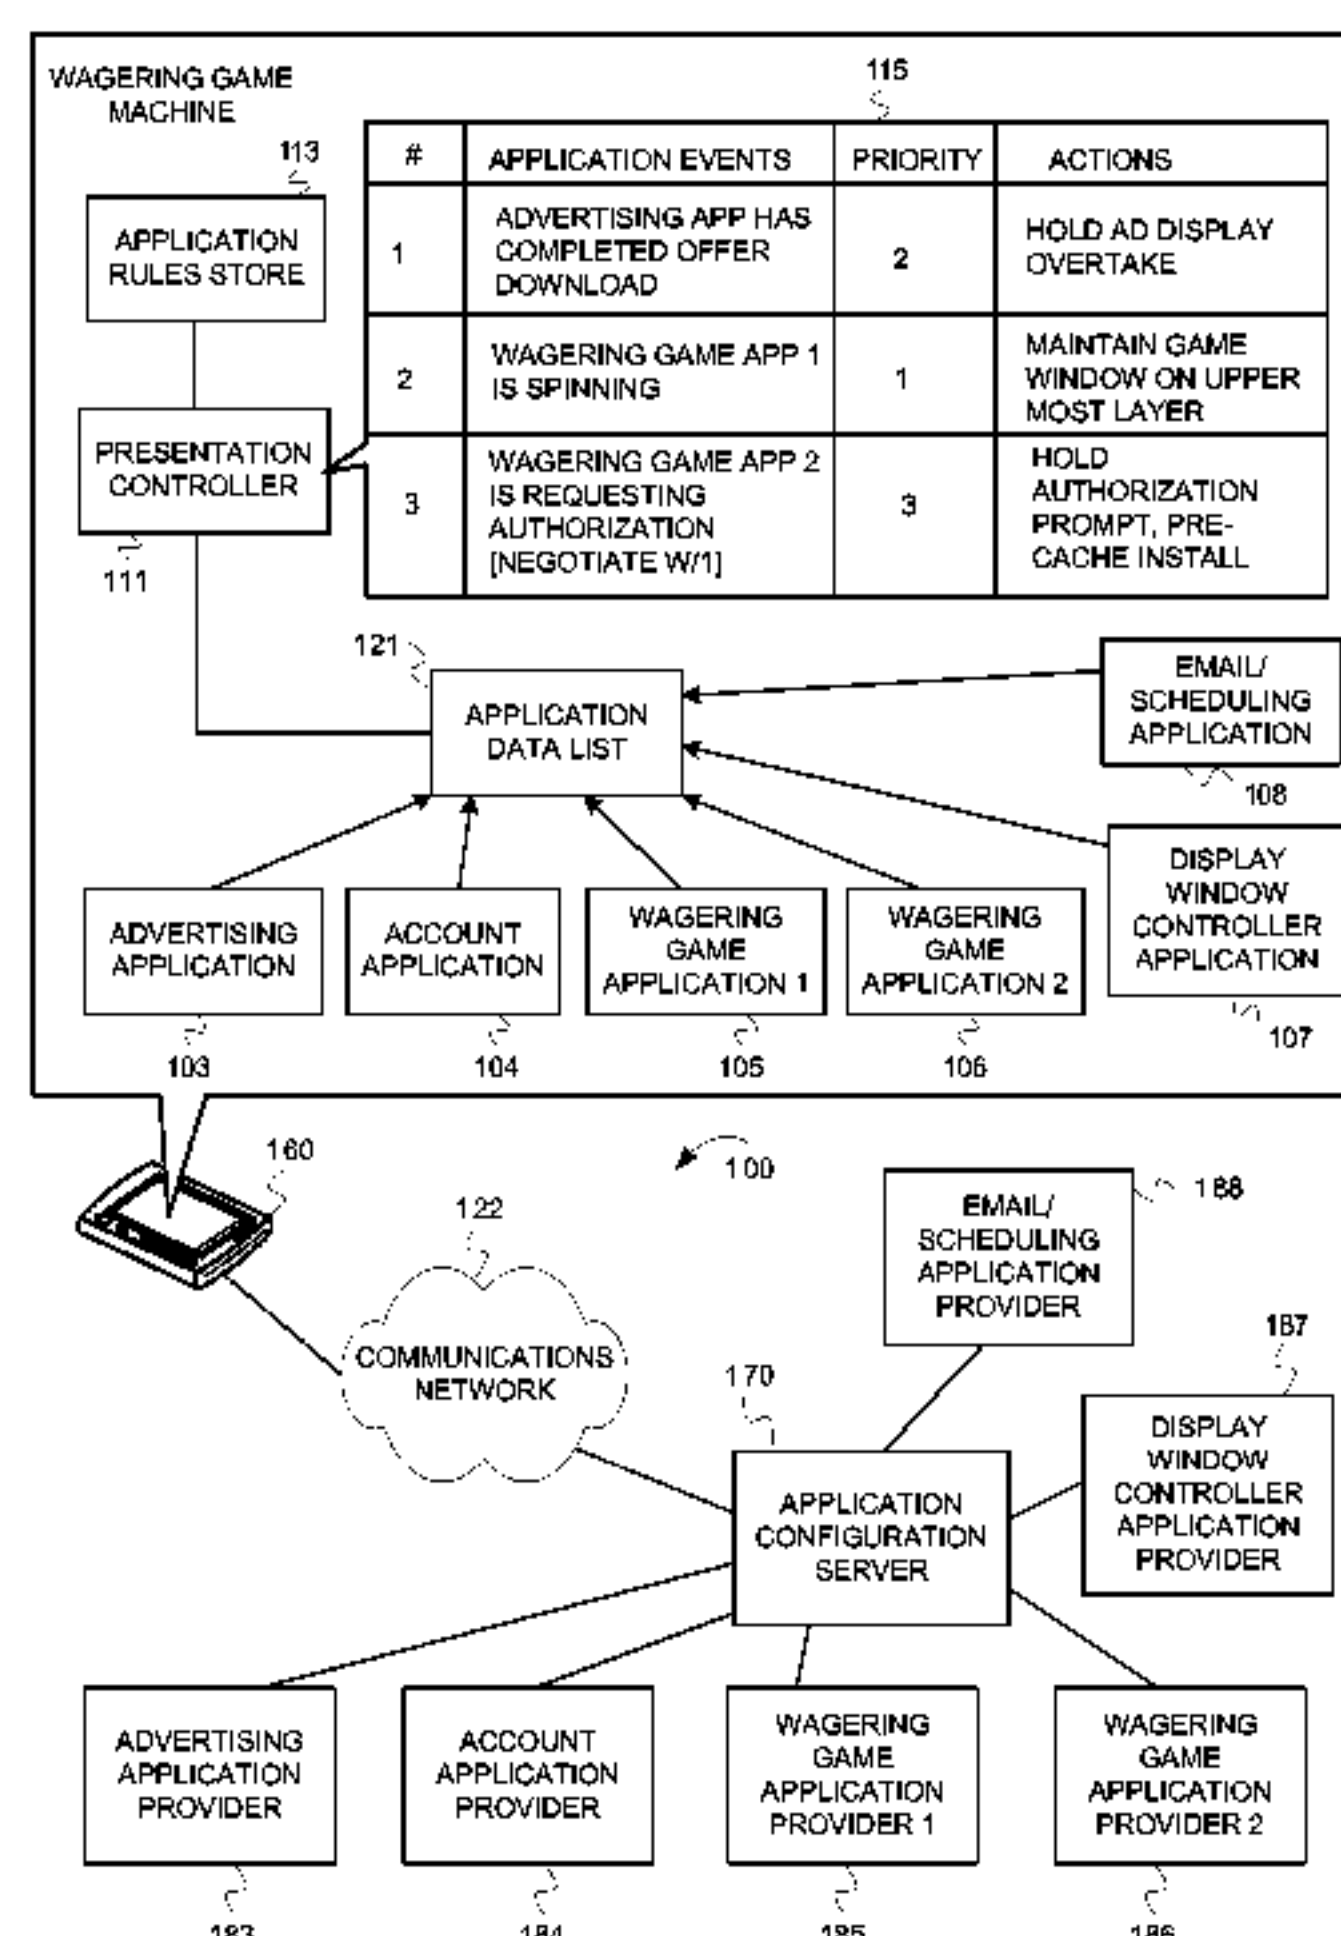 WAGERING GAME
MACHINE
113
115
APPLICATION
RULES STORE
# APPLICATION EVENTS PRIORITY ACTIONS
1 ADVERTISING APP HAS COMPLETED OFFER DOWNLOAD 2 HOLD AD DISPLAY OVERTAKE
2 WAGERING GAME APP 1 IS SPINNING 1 MAINTAIN GAME WINDOW ON UPPER MOST LAYER
3 WAGERING GAME APP 2 IS REQUESTING AUTHORIZATION [NEGOTIATE W/1] 3 HOLD AUTHORIZATION PROMPT, PRE-CACHE INSTALL
PRESENTATION
CONTROLLER
111
121
APPLICATION
DATA LIST
EMAIL/
SCHEDULING
APPLICATION
108
DISPLAY
WINDOW
CONTROLLER
APPLICATION
107
ADVERTISING
APPLICATION
103
ACCOUNT
APPLICATION
104
WAGERING
GAME
APPLICATION 1
105
WAGERING
GAME
APPLICATION 2
106
160
100
122
COMMUNICATIONS
NETWORK
EMAIL/
SCHEDULING
APPLICATION
PROVIDER
188
187
DISPLAY
WINDOW
CONTROLLER
APPLICATION
PROVIDER
170
APPLICATION
CONFIGURATION
SERVER
ADVERTISING
APPLICATION
PROVIDER
183
ACCOUNT
APPLICATION
PROVIDER
184
WAGERING
GAME
APPLICATION
PROVIDER 1
185
WAGERING
GAME
APPLICATION
PROVIDER 2
186